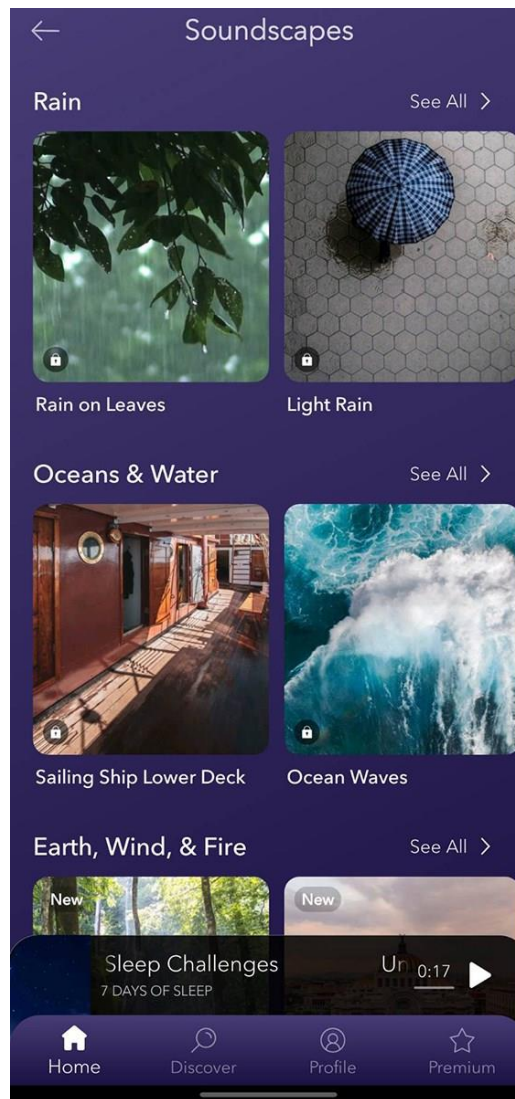 Soundscapes
Rain
See All
Rain on Leaves
Light Rain
Oceans & Water
See All
Sailing Ship Lower Deck
Ocean Waves
Earth, Wind, & Fire
See All
New
New
Sleep Challenges
Un
0:17
7 DAYS OF SLEEP
Home
Discover
Profile
Premium